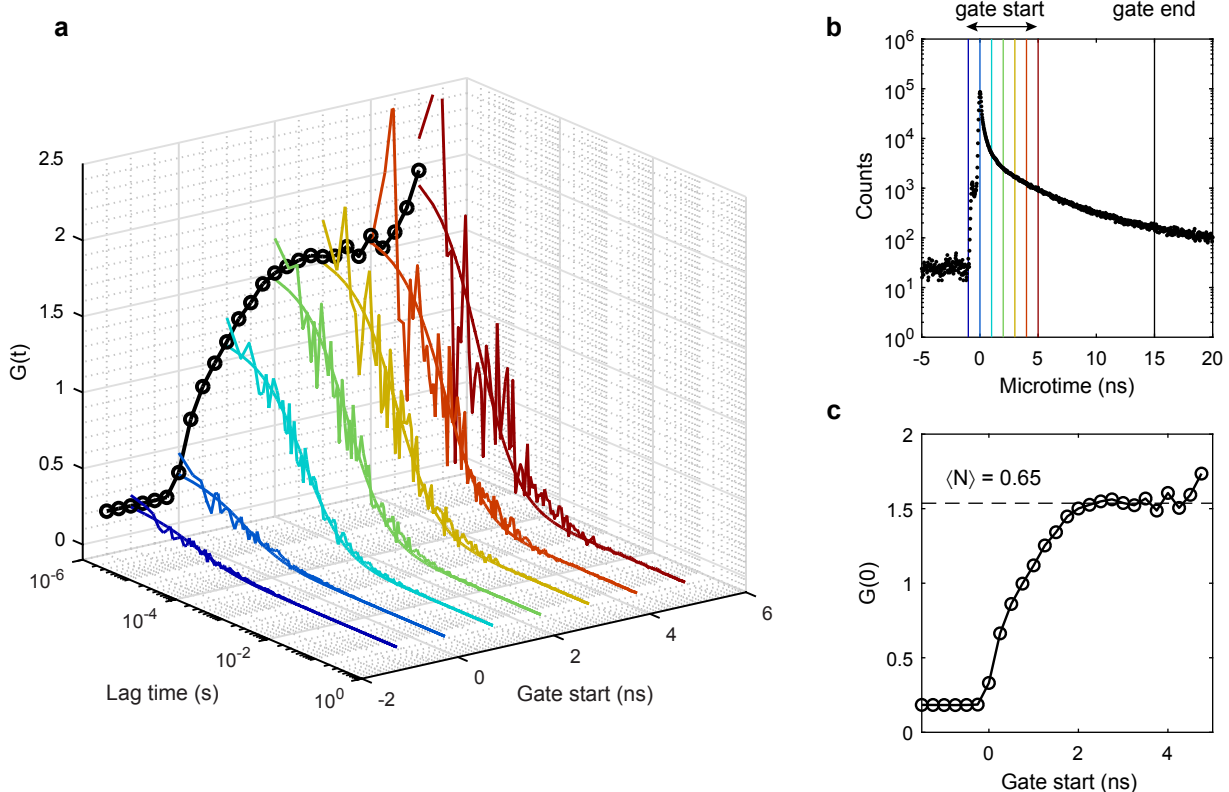 a
2.5
2
1.5
1
0.5
0
G(t)
10⁻⁶
10⁻⁴
10⁻²
10⁰
Lag time (s)
-2
0
2
4
6
Gate start (ns)
b
gate start
gate end
10⁶
10⁵
10⁴
10³
10²
10¹
10⁰
Counts
-5
0
5
10
15
20
Microtime (ns)
c
2
1.5
1
0.5
0
G(0)
⟨N⟩ = 0.65
0
2
4
Gate start (ns)